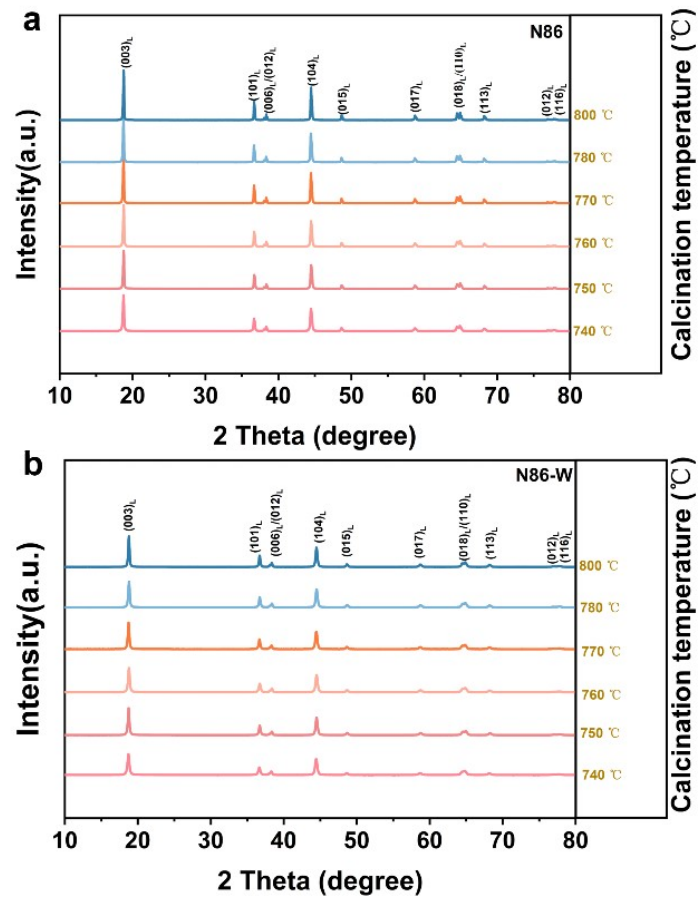 a
N86
(003)L
(101)L
(006)L/(012)L
(104)L
(015)L
(017)L
(018)L/(110)L
(113)L
(012)L
(116)L
800 ℃
780 ℃
770 ℃
760 ℃
750 ℃
740 ℃
Intensity(a.u.)
Calcination temperature (℃)
10 20 30 40 50 60 70 80
2 Theta (degree)
b
N86-W
(003)L
(101)L
(006)L/(012)L
(104)L
(015)L
(017)L
(018)L/(110)L
(113)L
(012)L
(116)L
800 ℃
780 ℃
770 ℃
760 ℃
750 ℃
740 ℃
Intensity(a.u.)
Calcination temperature (℃)
10 20 30 40 50 60 70 80
2 Theta (degree)